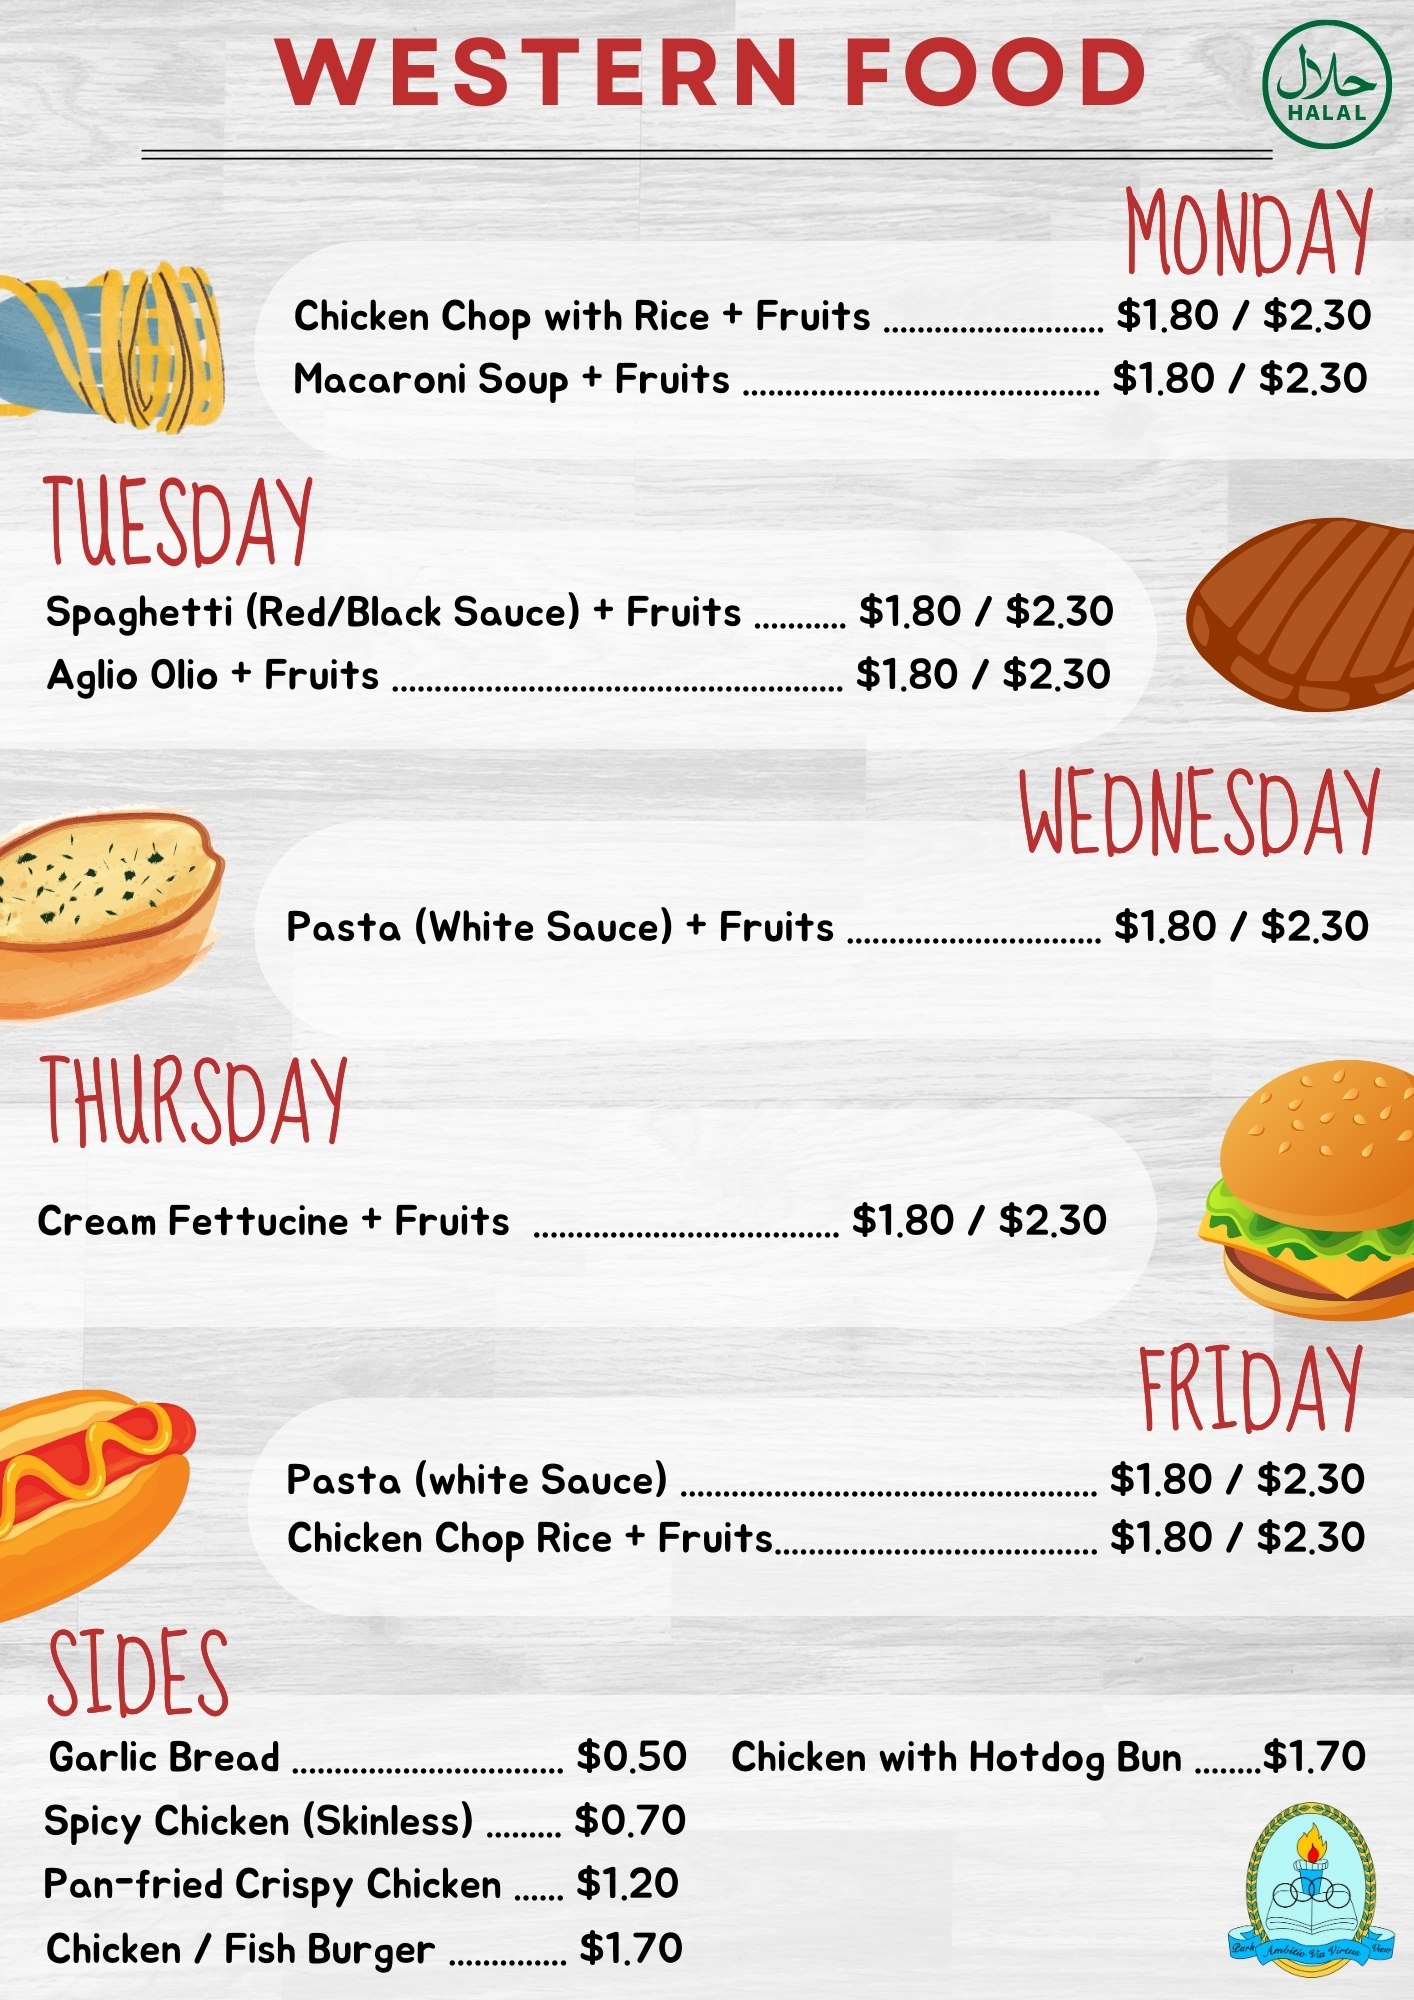 WESTERN FOOD
حلال
HALAL
MONDAY
Chicken Chop with Rice + Fruits .......................... $1.80 / $2.30
Macaroni Soup + Fruits .......................................... $1.80 / $2.30
TUESDAY
Spaghetti (Red/Black Sauce) + Fruits ........... $1.80 / $2.30
Aglio Olio + Fruits ..................................................... $1.80 / $2.30
WEDNESDAY
Pasta (White Sauce) + Fruits .............................. $1.80 / $2.30
THURSDAY
Cream Fettucine + Fruits .................................... $1.80 / $2.30
FRIDAY
Pasta (white Sauce) ................................................. $1.80 / $2.30
Chicken Chop Rice + Fruits...................................... $1.80 / $2.30
SIDES
Garlic Bread ................................ $0.50
Spicy Chicken (Skinless) ......... $0.70
Pan-fried Crispy Chicken ...... $1.20
Chicken / Fish Burger .............. $1.70
Chicken with Hotdog Bun ........$1.70
Park Ambitio Via Virtus View